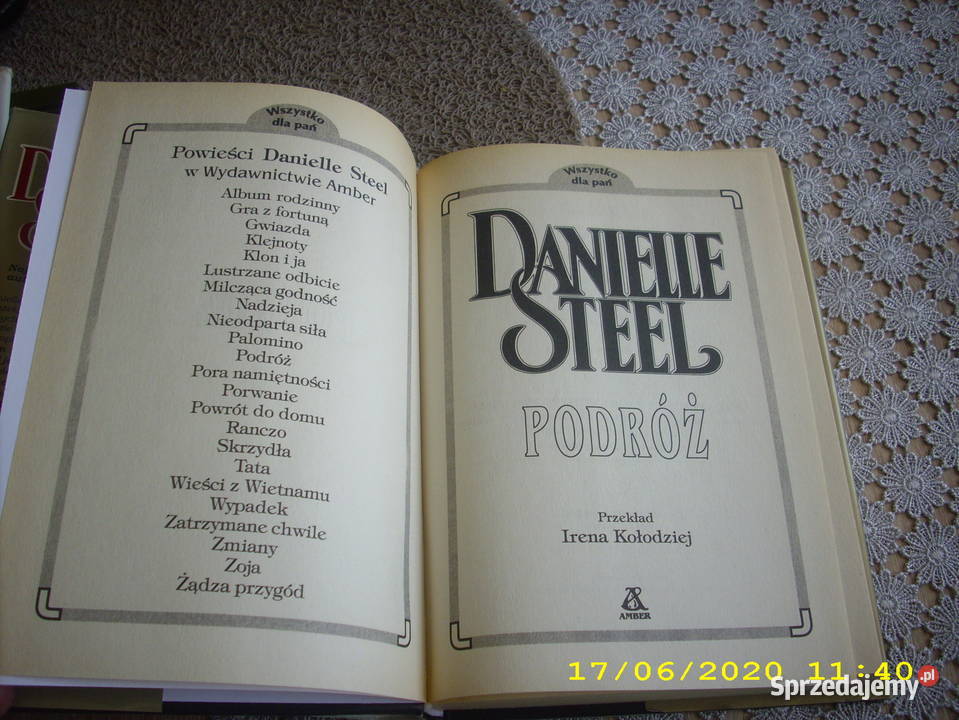 Wszystko
dla pań
Powieści Danielle Steel
w Wydawnictwie Amber
Album rodzinny
Gra z fortuną
Gwiazda
Klejnoty
Klon i ja
Lustrzane odbicie
Milcząca godność
Nadzieja
Nieodparta siła
Palomino
Podróż
Pora namiętności
Porwanie
Powrót do domu
Ranczo
Skrzydła
Tata
Wieści z Wietnamu
Wypadek
Zatrzymane chwile
Zmiany
Zoja
Żądza przygód
Wszystko
dla pań
DANIELLE
STEEL
PODRÓŻ
Przekład
Irena Kołodziej
AMBER
17/06/2020 11:40
Sprzedajemy.pl